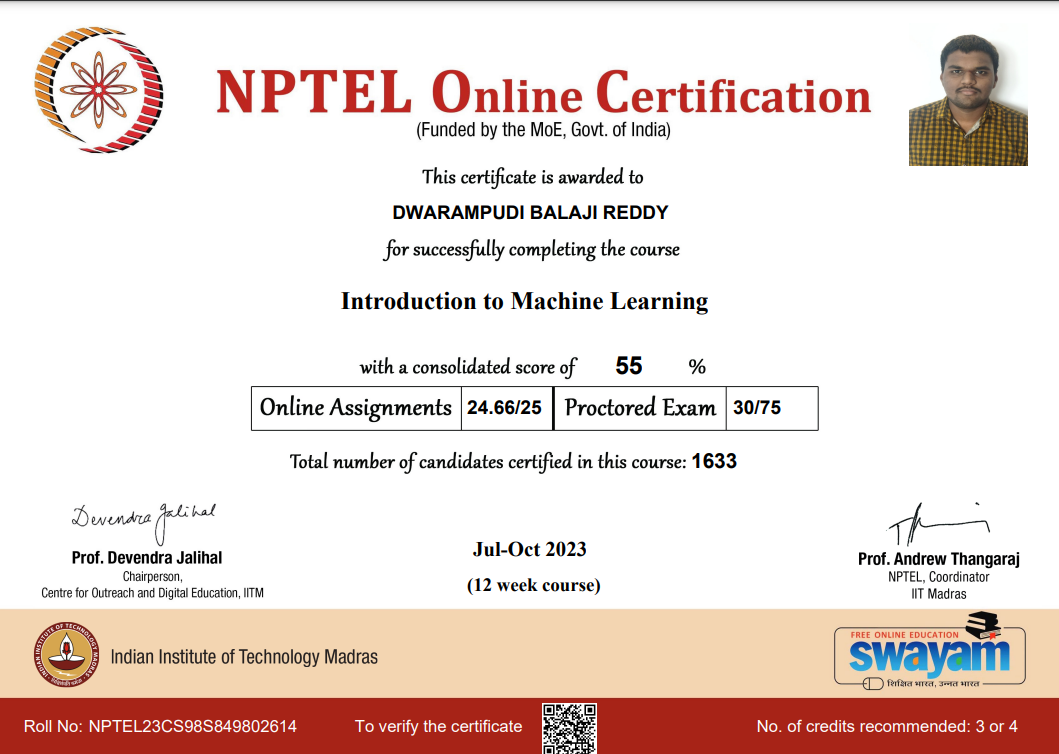 NPTEL Online Certification
(Funded by the MoE, Govt. of India)
This certificate is awarded to
DWARAMPUDI BALAJI REDDY
for successfully completing the course
Introduction to Machine Learning
with a consolidated score of 55 %
Online Assignments 24.66/25 Proctored Exam 30/75
Total number of candidates certified in this course: 1633
Devendra Jalihal
Prof. Devendra Jalihal
Chairperson,
Centre for Outreach and Digital Education, IITM
Jul-Oct 2023
(12 week course)
Prof. Andrew Thangaraj
NPTEL, Coordinator
IIT Madras
INDIAN INSTITUTE OF TECHNOLOGY MADRAS
Indian Institute of Technology Madras
FREE ONLINE EDUCATION
swayam
शिक्षित भारत, उन्नत भारत
Roll No: NPTEL23CS98S849802614
To verify the certificate
No. of credits recommended: 3 or 4